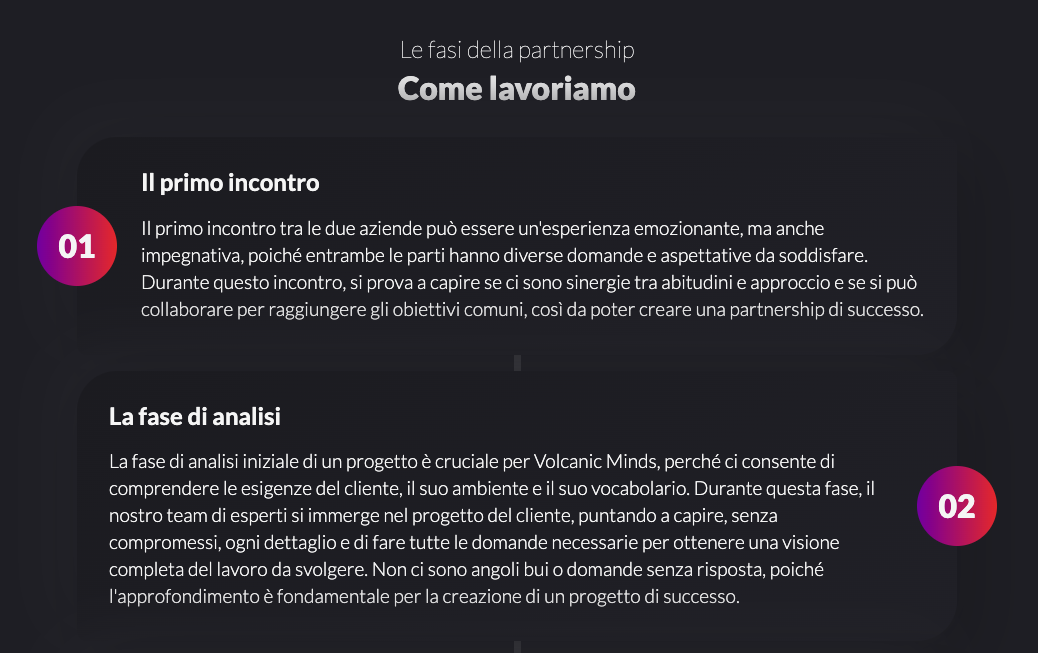 Le fasi della partnership
Come lavoriamo
Il primo incontro
01
Il primo incontro tra le due aziende può essere un'esperienza emozionante, ma anche
impegnativa, poiché entrambe le parti hanno diverse domande e aspettative da soddisfare.
Durante questo incontro, si prova a capire se ci sono sinergie tra abitudini e approccio e se si può
collaborare per raggiungere gli obiettivi comuni, così da poter creare una partnership di successo.
La fase di analisi
La fase di analisi iniziale di un progetto è cruciale per Volcanic Minds, perché ci consente di
comprendere le esigenze del cliente, il suo ambiente e il suo vocabolario. Durante questa fase, il
nostro team di esperti si immerge nel progetto del cliente, puntando a capire, senza
compromessi, ogni dettaglio e di fare tutte le domande necessarie per ottenere una visione
completa del lavoro da svolgere. Non ci sono angoli bui o domande senza risposta, poiché
l'approfondimento è fondamentale per la creazione di un progetto di successo.
02